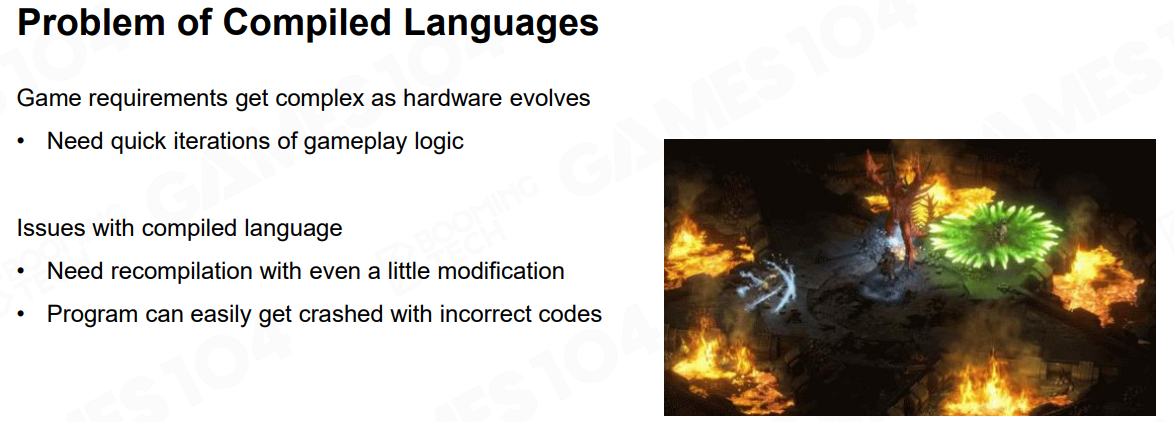 Problem of Compiled Languages
Game requirements get complex as hardware evolves
• Need quick iterations of gameplay logic
Issues with compiled language
• Need recompilation with even a little modification
• Program can easily get crashed with incorrect codes
GAMES104
BOOMING
TECH